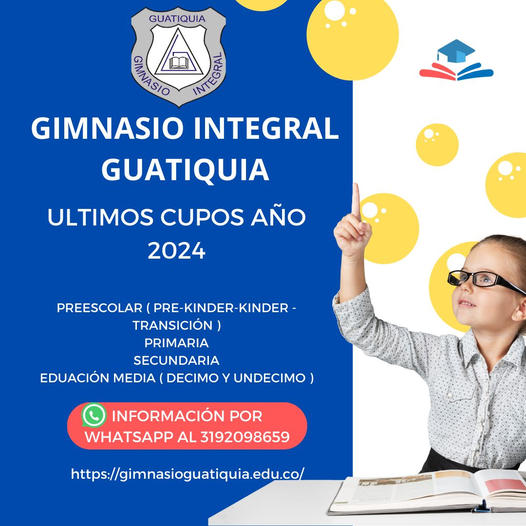 GUATIQUIA
GIMNASIO INTEGRAL
GIMNASIO INTEGRAL
GUATIQUIA
ULTIMOS CUPOS AÑO
2024
PREESCOLAR ( PRE-KINDER-KINDER -
TRANSICIÓN )
PRIMARIA
SECUNDARIA
EDUACIÓN MEDIA ( DECIMO Y UNDECIMO )
INFORMACIÓN POR
WHATSAPP AL 3192098659
https://gimnasioguatiquia.edu.co/